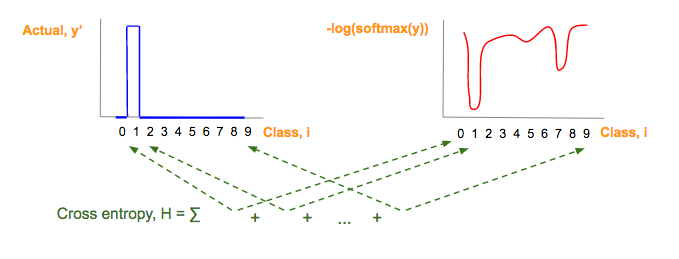 Actual, y'
-log(softmax(y))
0 1 2 3 4 5 6 7 8 9 Class, i
0 1 2 3 4 5 6 7 8 9 Class, i
Cross entropy, H = ∑ + + ... +